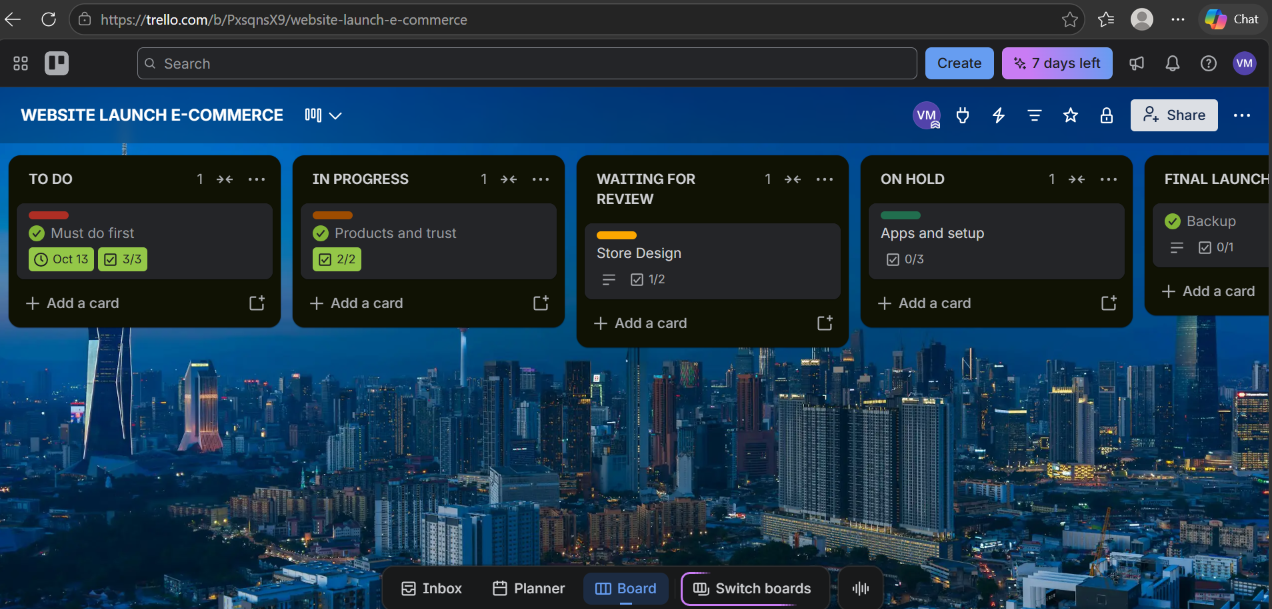 https://trello.com/b/PxsqnsX9/website-launch-e-commerce
Chat
Search
Create
7 days left
VM
WEBSITE LAUNCH E-COMMERCE
VM
Share
TO DO
1
Must do first
Oct 13
3/3
Add a card
IN PROGRESS
1
Products and trust
2/2
Add a card
WAITING FOR
REVIEW
1
Store Design
1/2
Add a card
ON HOLD
1
Apps and setup
0/3
Add a card
FINAL LAUNCH
Backup
0/1
Add a card
Inbox
Planner
Board
Switch boards